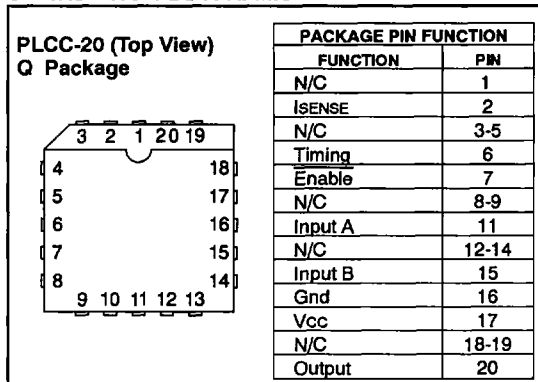 PLCC-20 (Top View)
Q Package
3 2 1 20 19
4 18
5 17
6 16
7 15
8 14
9 10 11 12 13
PACKAGE PIN FUNCTION
FUNCTION PIN
N/C 1
ISENSE 2
N/C 3-5
Timing 6
Enable 7
N/C 8-9
Input A 11
N/C 12-14
Input B 15
Gnd 16
Vcc 17
N/C 18-19
Output 20